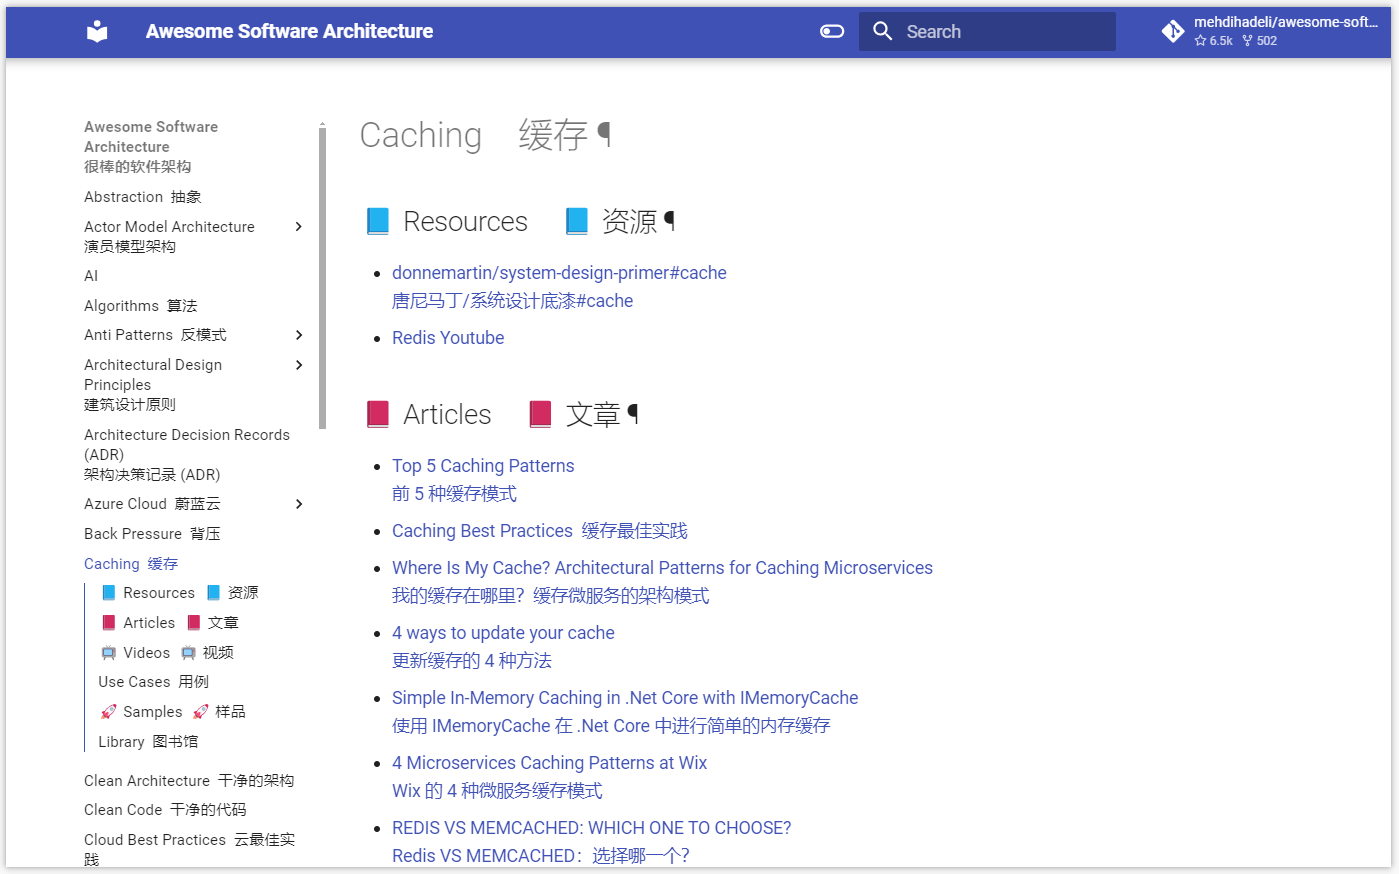 Awesome Software Architecture
Search
mehdihadeli/awesome-soft...
6.5k 502
Awesome Software
Architecture
很棒的软件架构
Abstraction 抽象
Actor Model Architecture
演员模型架构
AI
Algorithms 算法
Anti Patterns 反模式
Architectural Design
Principles
建筑设计原则
Architecture Decision Records
(ADR)
架构决策记录 (ADR)
Azure Cloud 蔚蓝云
Back Pressure 背压
Caching 缓存
Resources 资源
Articles 文章
Videos 视频
Use Cases 用例
Samples 样品
Library 图书馆
Clean Architecture 干净的架构
Clean Code 干净的代码
Cloud Best Practices 云最佳实
践
Caching 缓存¶
Resources 资源¶
donnemartin/system-design-primer#cache
唐尼马丁/系统设计底漆#cache
Redis Youtube
Articles 文章¶
Top 5 Caching Patterns
前 5 种缓存模式
Caching Best Practices 缓存最佳实践
Where Is My Cache? Architectural Patterns for Caching Microservices
我的缓存在哪里？缓存微服务的架构模式
4 ways to update your cache
更新缓存的 4 种方法
Simple In-Memory Caching in .Net Core with IMemoryCache
使用 IMemoryCache 在 .Net Core 中进行简单的内存缓存
4 Microservices Caching Patterns at Wix
Wix 的 4 种微服务缓存模式
REDIS VS MEMCACHED: WHICH ONE TO CHOOSE?
Redis VS MEMCACHED：选择哪一个？